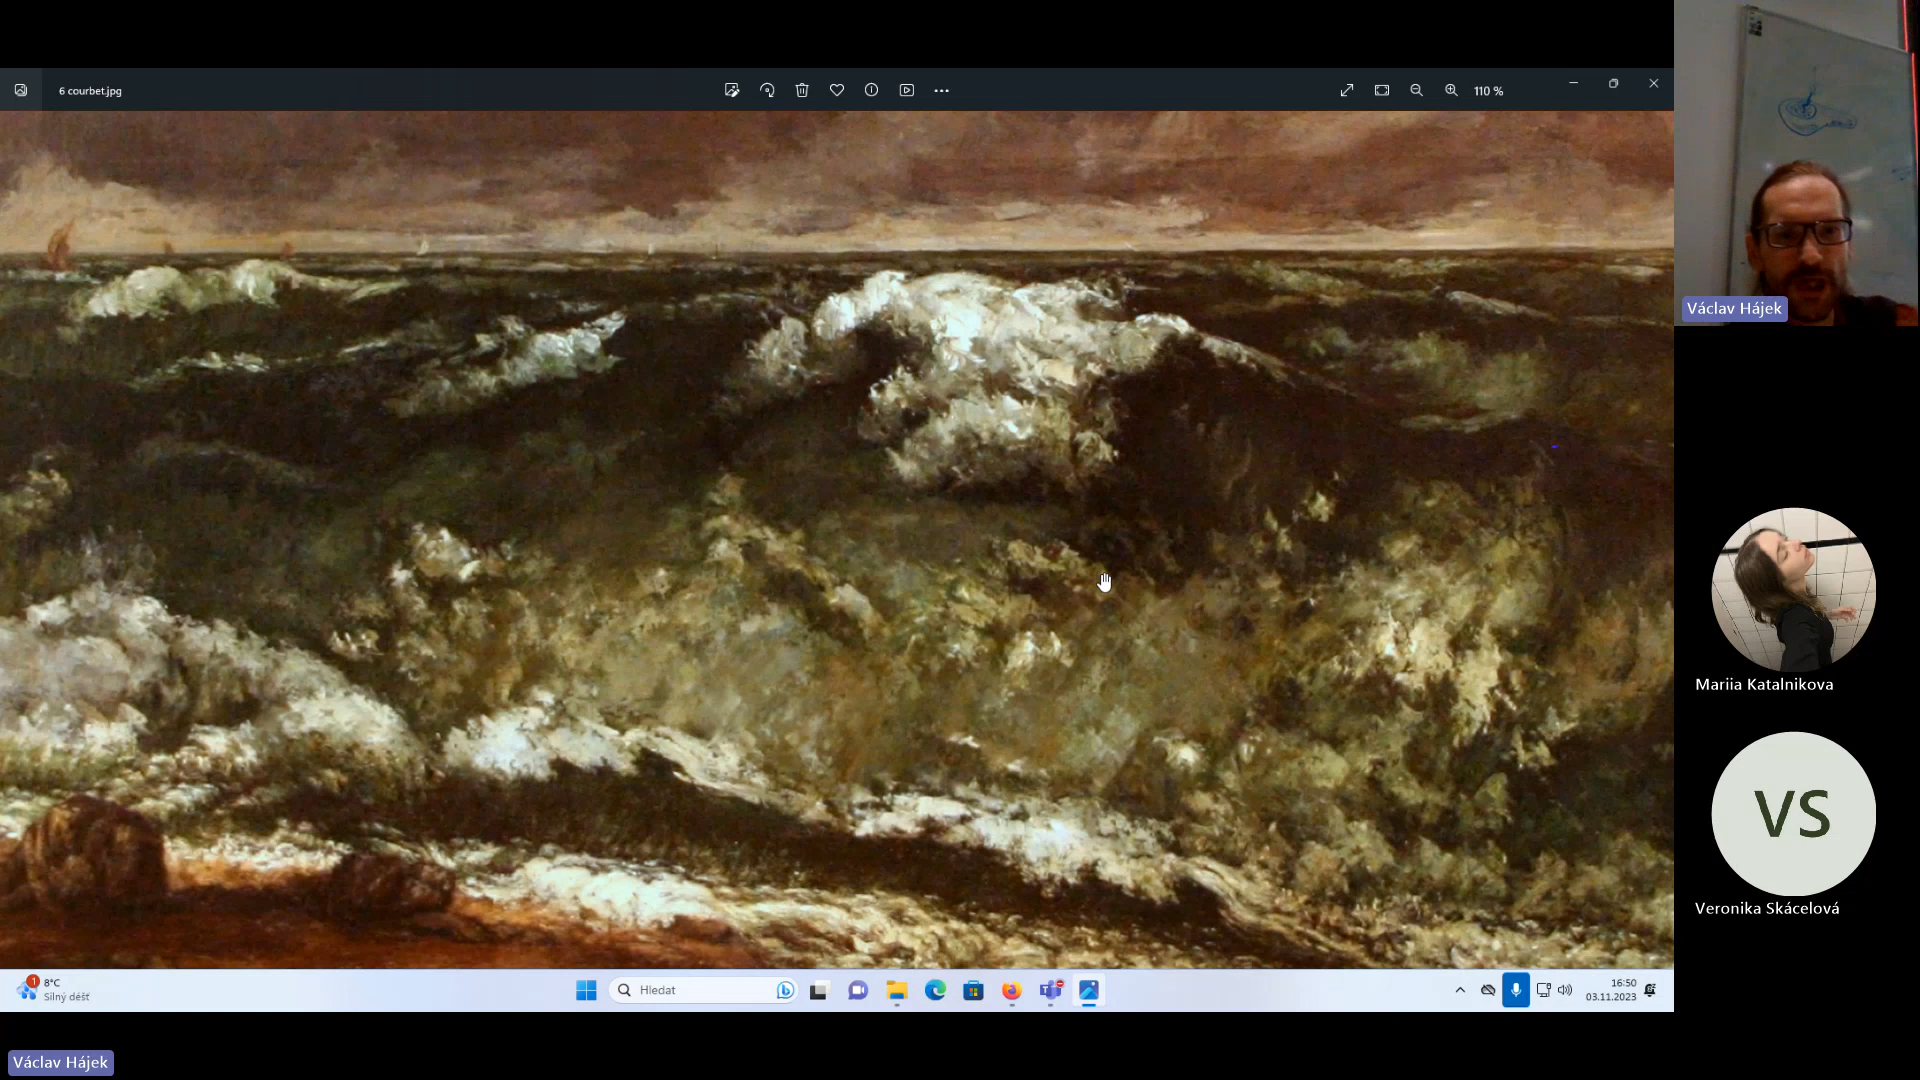 6 courbet.jpg
110 %
Václav Hájek
Mariia Katalnikova
VS
Veronika Skácelová
1
8°C
Silný déšť
Hledat
16:50
03.11.2023
Václav Hájek